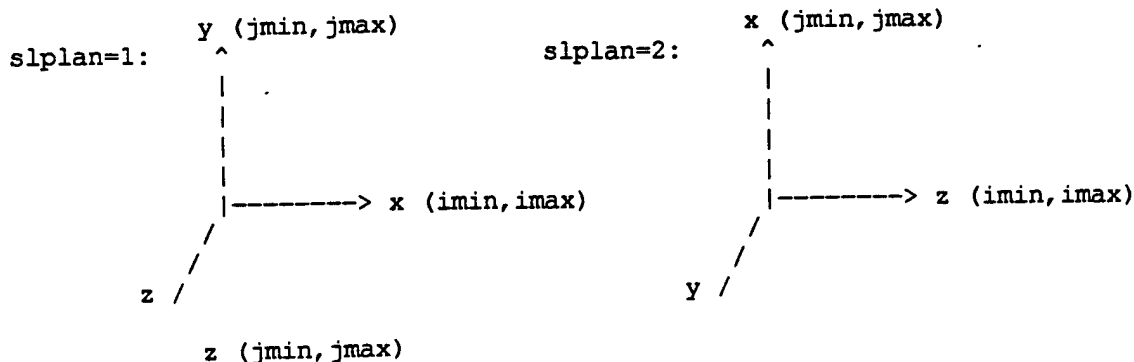 y (jmin,jmax)
x (jmin,jmax)
slplan=1: ^
slplan=2: ^
|
|
|
|
|
|
|
|
|---------> x (imin,imax)
|--------> z (imin,imax)
/
/
/
/
z /
y /
z (jmin,jmax)